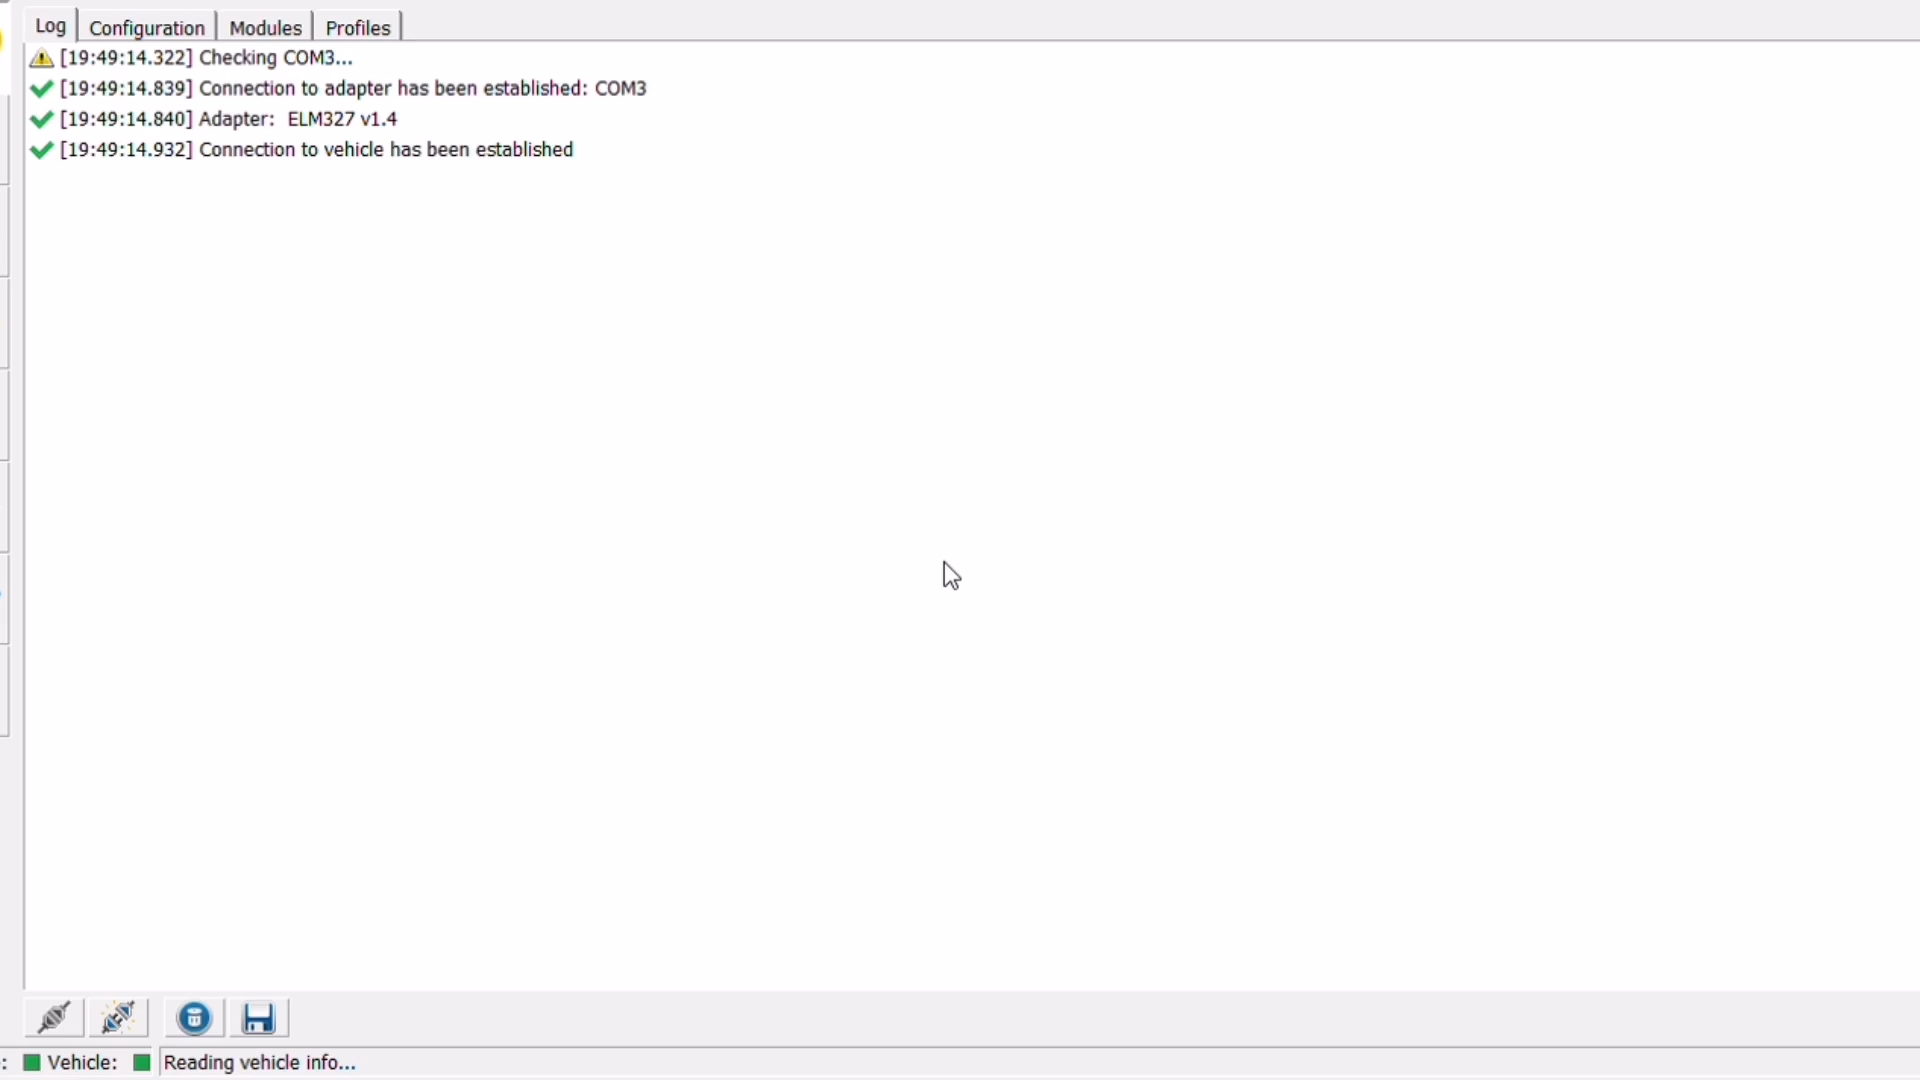 Log Configuration Modules Profiles
[19:49:14.322] Checking COM3...
[19:49:14.839] Connection to adapter has been established: COM3
[19:49:14.840] Adapter:  ELM327 v1.4
[19:49:14.932] Connection to vehicle has been established
: Vehicle: Reading vehicle info...